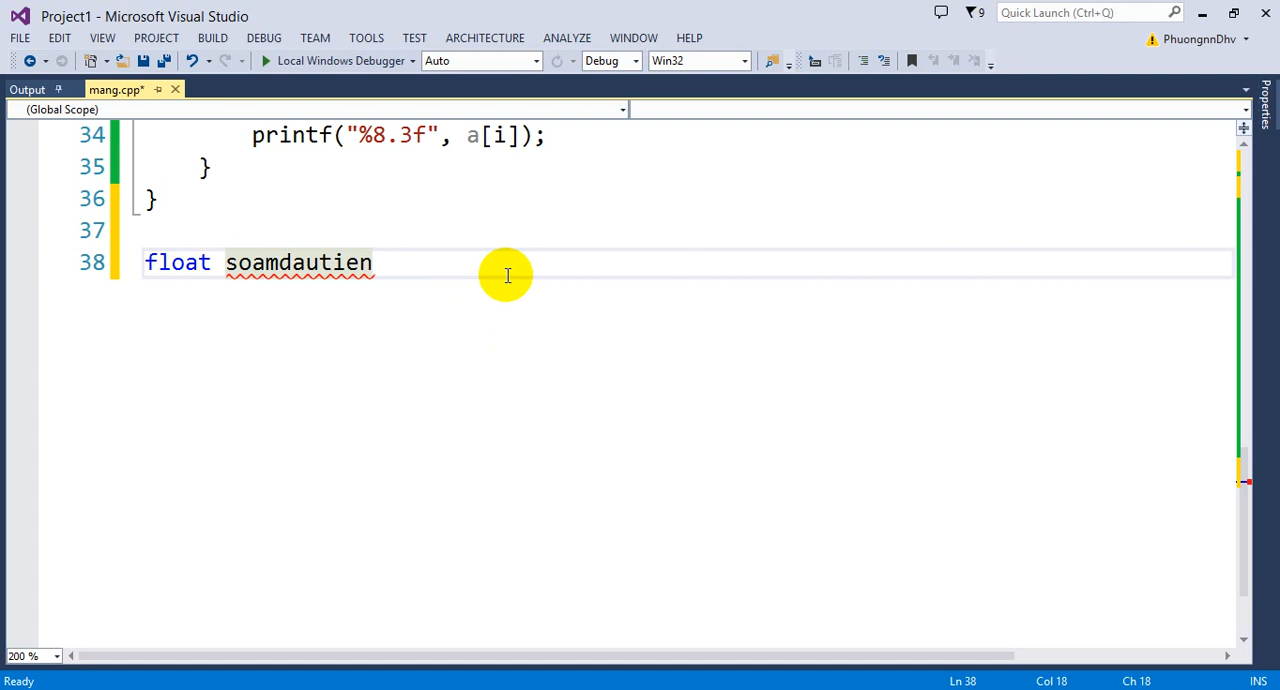 Project1 - Microsoft Visual Studio
9
Quick Launch (Ctrl+Q)
FILE EDIT VIEW PROJECT BUILD DEBUG TEAM TOOLS TEST ARCHITECTURE ANALYZE WINDOW HELP
PhuongnnDhv
Local Windows Debugger Auto Debug Win32
Output mang.cpp*
Properties
(Global Scope)
34 printf("%8.3f", a[i]);
35 }
36 }
37
38 float soamdautien
200 %
Ready Ln 38 Col 18 Ch 18 INS